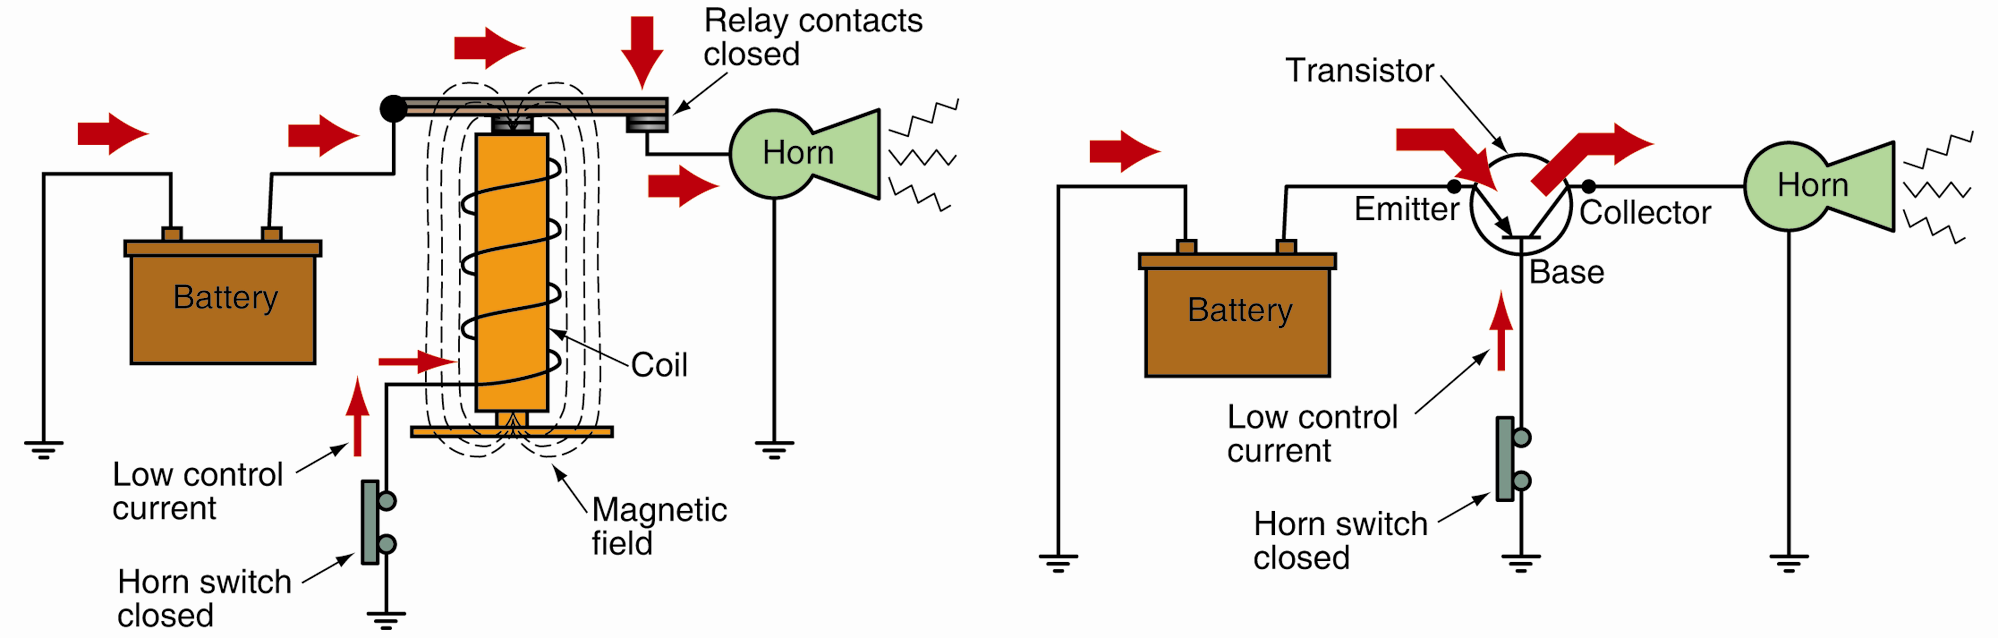 Relay contacts
closed
Horn
Battery
Coil
Low control
current
Magnetic
field
Horn switch
closed
Transistor
Emitter
Collector
Horn
Base
Battery
Low control
current
Horn switch
closed